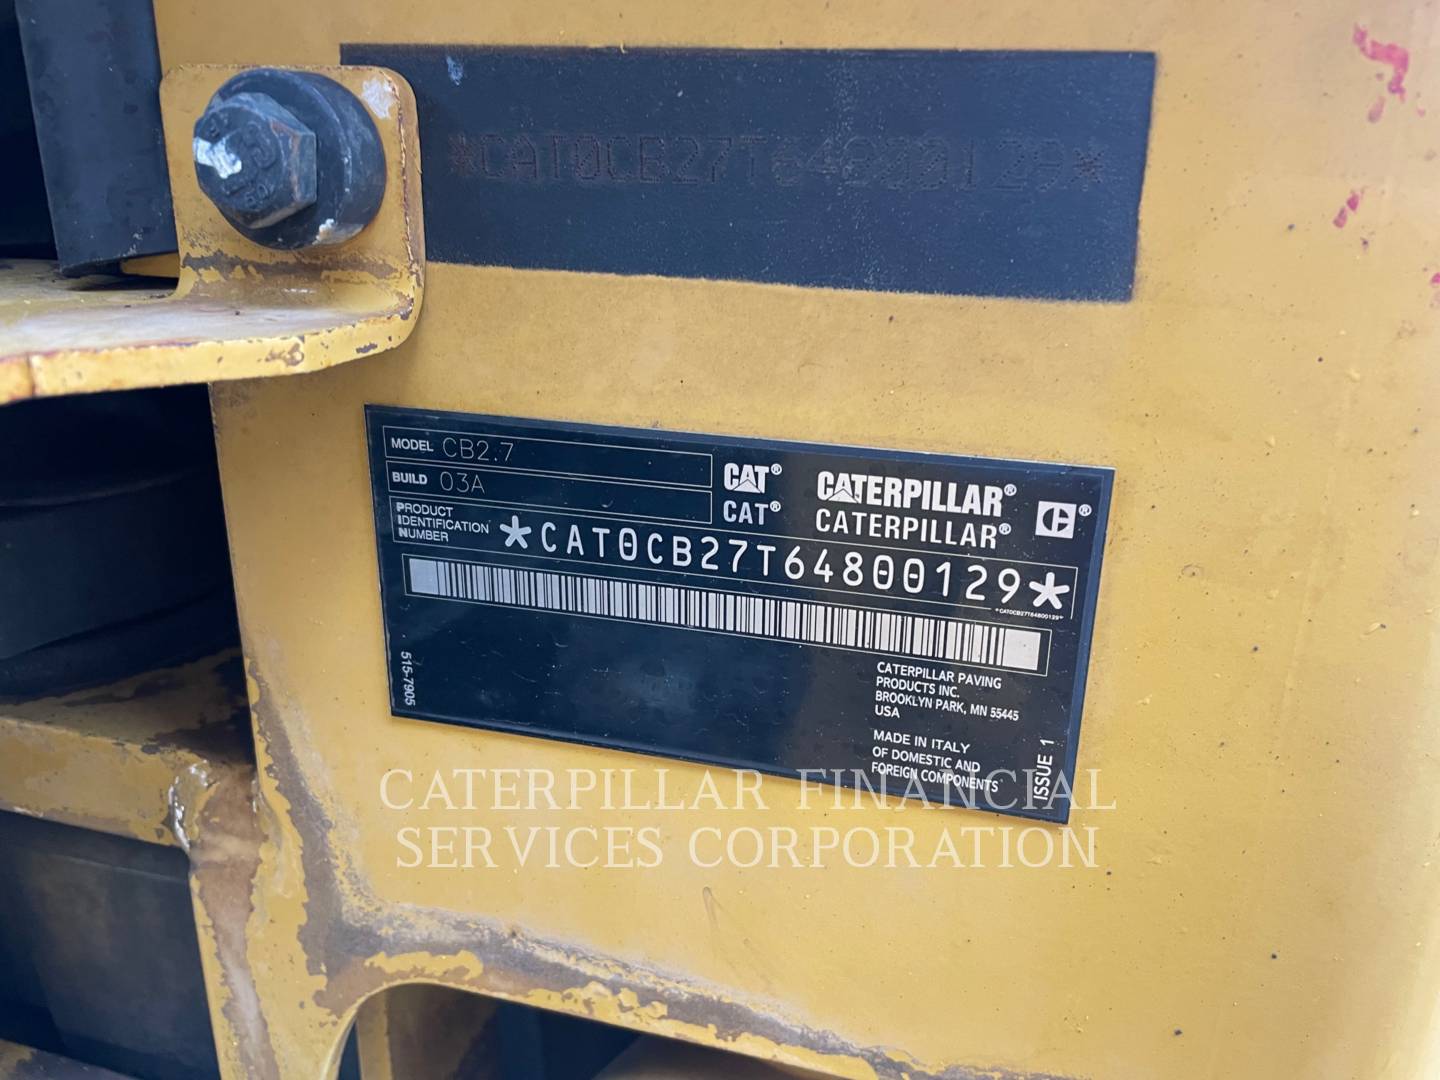 *CAT0CB27T64800129*
MODEL CB2.7
BUILD 03A
CAT® CATERPILLAR® C®
CAT® CATERPILLAR®
PRODUCT
IDENTIFICATION
NUMBER
*CAT0CB27T64800129*
*CAT0CB27T64800129*
515-7905
CATERPILLAR PAVING
PRODUCTS INC.
BROOKLYN PARK, MN 55445
USA
MADE IN ITALY
OF DOMESTIC AND
FOREIGN COMPONENTS
ISSUE 1
CATERPILLAR FINANCIAL
SERVICES CORPORATION